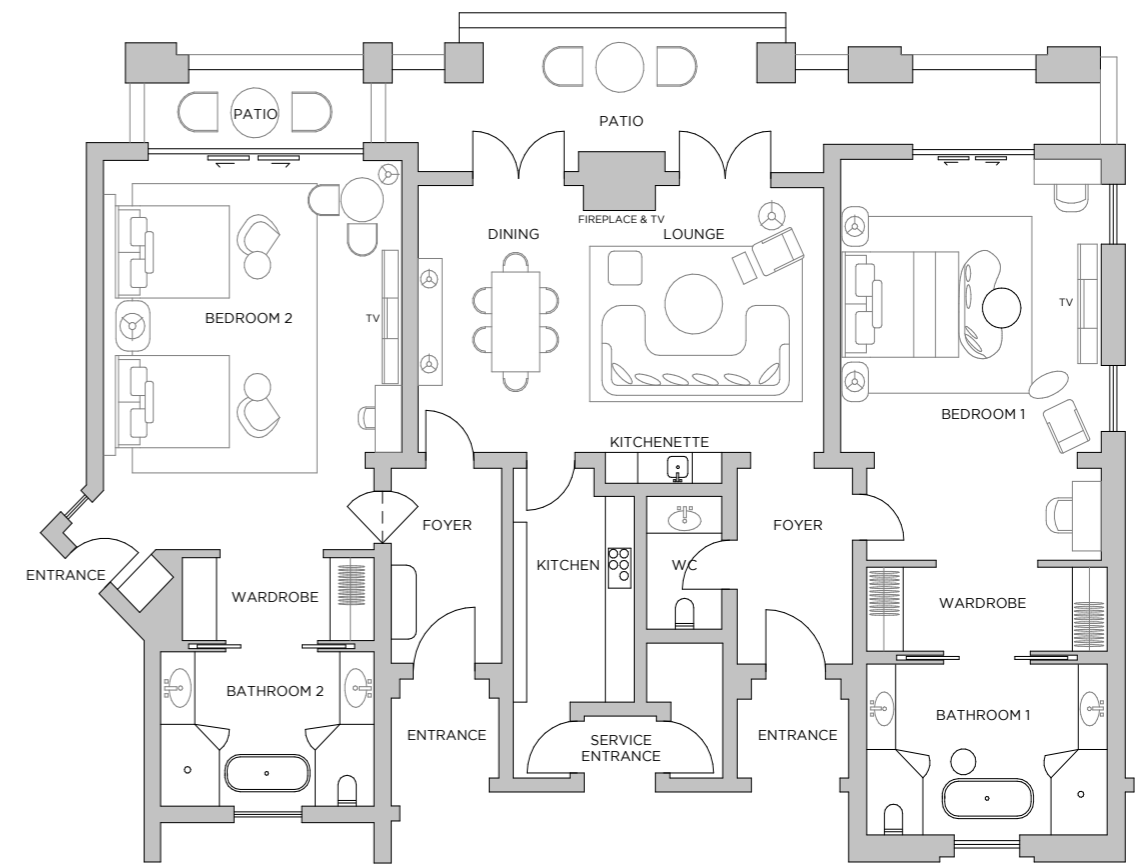 PATIO
PATIO
FIREPLACE & TV
DINING
LOUNGE
BEDROOM 2
TV
TV
BEDROOM 1
KITCHENETTE
FOYER
FOYER
ENTRANCE
KITCHEN
WC
WARDROBE
WARDROBE
BATHROOM 2
BATHROOM 1
ENTRANCE
SERVICE
ENTRANCE
ENTRANCE